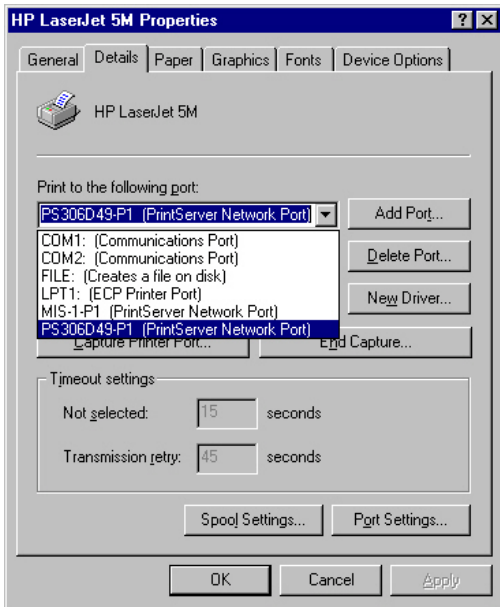 HP LaserJet 5M Properties
General Details Paper Graphics Fonts Device Options
HP LaserJet 5M
Print to the following port:
PS306D49-P1 (PrintServer Network Port)
Add Port...
COM1: (Communications Port)
COM2: (Communications Port)
Delete Port...
FILE: (Creates a file on disk)
LPT1: (ECP Printer Port)
New Driver...
MIS-1-P1 (PrintServer Network Port)
PS306D49-P1 (PrintServer Network Port)
Capture Printer Port... End Capture...
Timeout settings
Not selected: 15 seconds
Transmission retry: 45 seconds
Spool Settings... Port Settings...
OK Cancel Apply